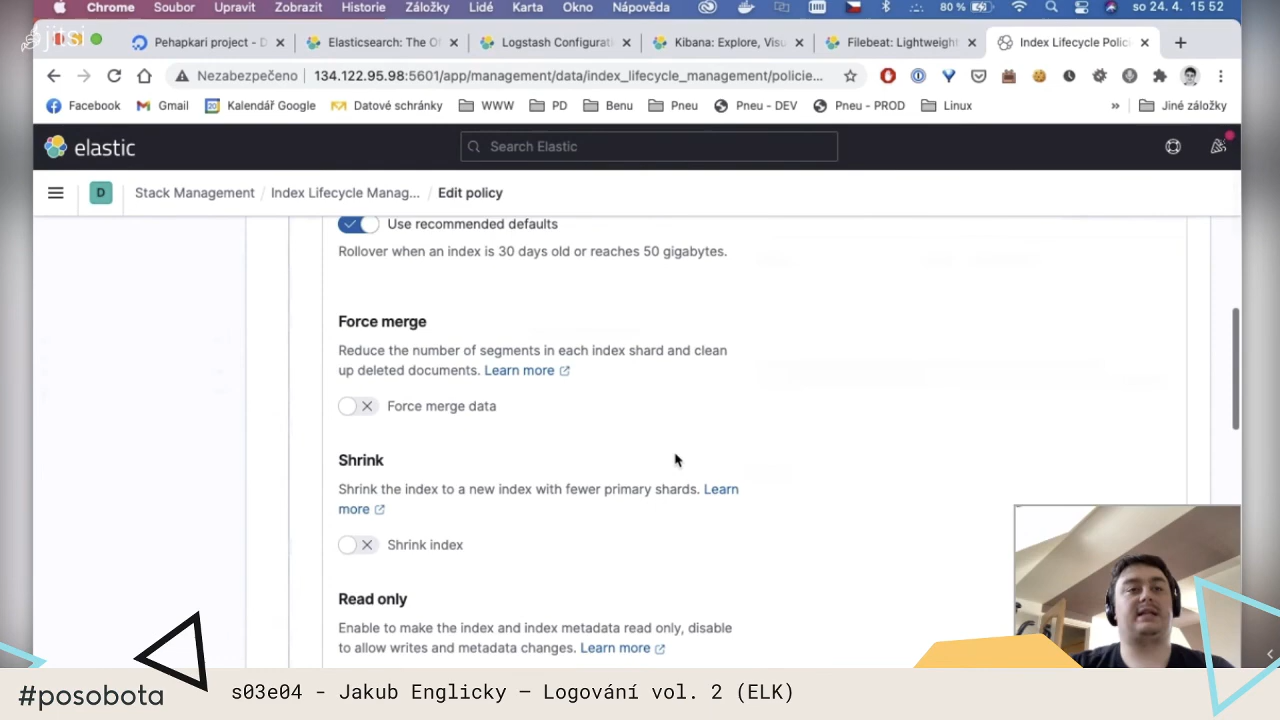 Chrome Soubor Upravit Zobrazit Historie Záložky Lidé Karta Okno Nápověda 80 % so 24. 4. 15 52
jitsi
Pehapkari project - D
Elasticsearch: The Of
Logstash Configurati
Kibana: Explore, Visu
Filebeat: Lightweight
Index Lifecycle Polic
Nezabezpečeno 134.122.95.98:5601/app/management/data/index_lifecycle_management/policie...
Facebook Gmail Kalendář Google Datové schránky WWW PD Benu Pneu Pneu - DEV Pneu - PROD Linux » Jiné záložky
elastic
Search Elastic
D Stack Management / Index Lifecycle Manag... / Edit policy
Use recommended defaults
Rollover when an index is 30 days old or reaches 50 gigabytes.
Force merge
Reduce the number of segments in each index shard and clean
up deleted documents. Learn more
Force merge data
Shrink
Shrink the index to a new index with fewer primary shards. Learn
more
Shrink index
Read only
Enable to make the index and index metadata read only, disable
to allow writes and metadata changes. Learn more
#posobota
s03e04 - Jakub Englicky – Logování vol. 2 (ELK)